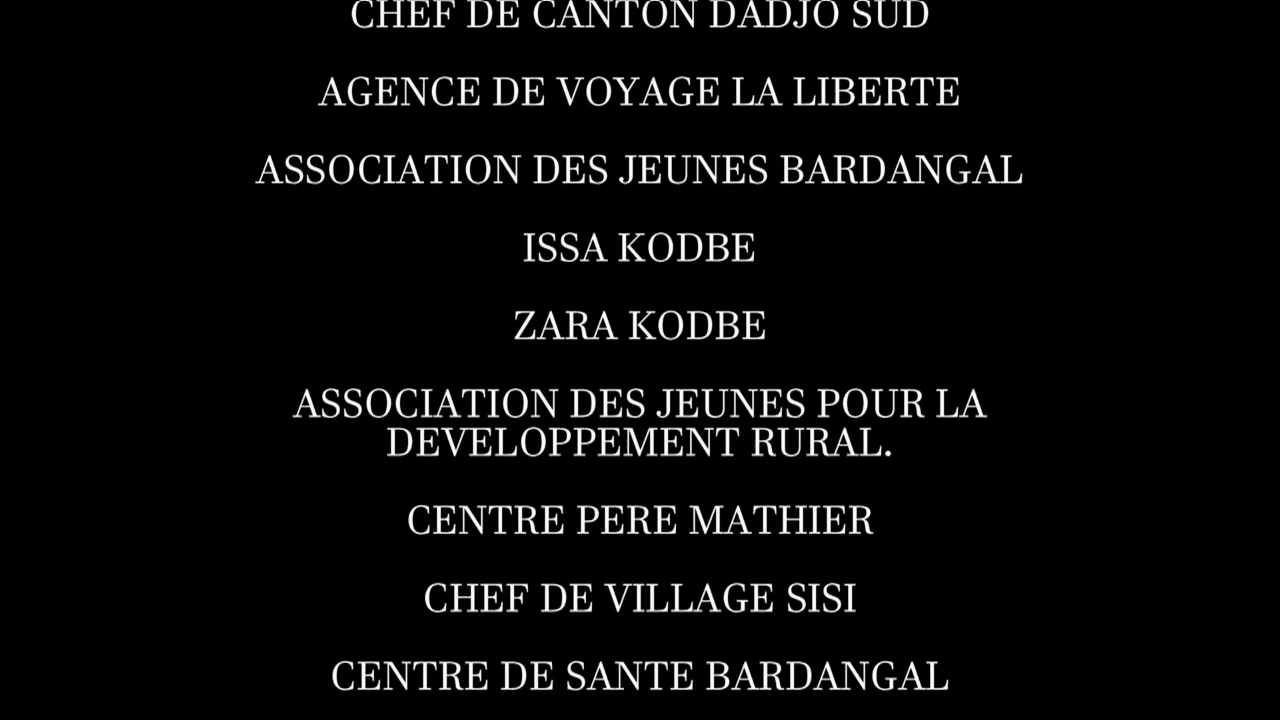 CHEF DE CANTON DADJO SUD
AGENCE DE VOYAGE LA LIBERTE
ASSOCIATION DES JEUNES BARDANGAL
ISSA KODBE
ZARA KODBE
ASSOCIATION DES JEUNES POUR LA
DEVELOPPEMENT RURAL.
CENTRE PERE MATHIER
CHEF DE VILLAGE SISI
CENTRE DE SANTE BARDANGAL